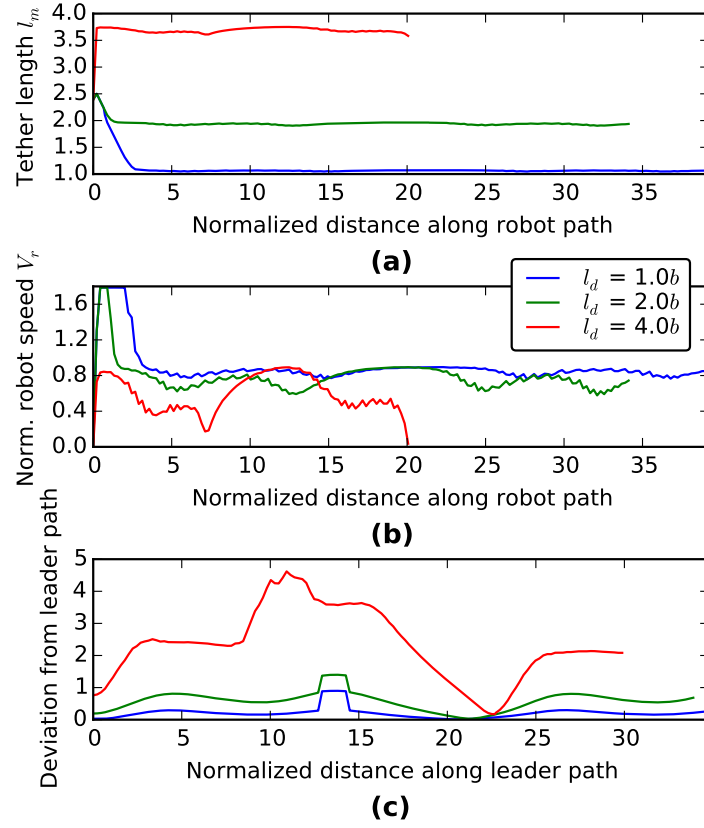 Tether length l_m
4.0
3.5
3.0
2.5
2.0
1.5
1.0
0 5 10 15 20 25 30 35
Normalized distance along robot path
(a)
Norm. robot speed V_r
1.6
1.2
0.8
0.4
0.0
l_d = 1.0b
l_d = 2.0b
l_d = 4.0b
0 5 10 15 20 25 30 35
Normalized distance along robot path
(b)
Deviation from leader path
5
4
3
2
1
0
0 5 10 15 20 25 30
Normalized distance along leader path
(c)